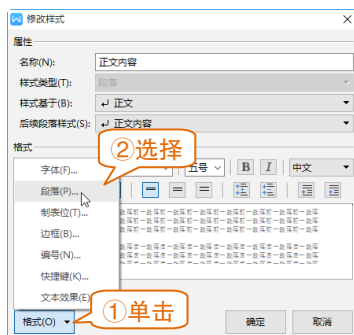 修改样式
属性
名称(N): 正文内容
样式类型(T): 段落
样式基于(B): 正文
后续段落样式(S): 正文内容
格式
②选择
字体(F)...
五号 B I 中文
段落(P)...
制表位(T)...
边框(B)...
编号(N)...
快捷键(K)...
文本效果(E)
①单击
格式(O) 确定 取消